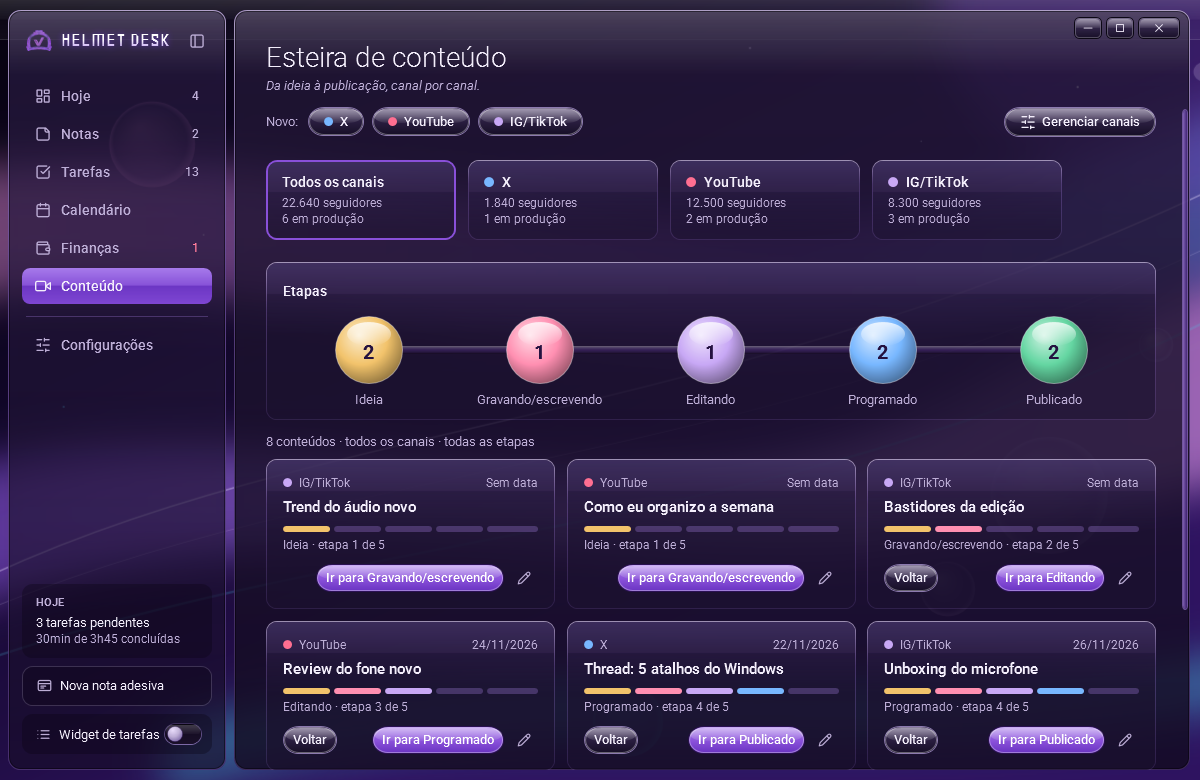 HELMET DESK
Hoje 4
Notas 2
Tarefas 13
Calendário
Finanças 1
Conteúdo
Configurações
HOJE
3 tarefas pendentes
30min de 3h45 concluídas
Nova nota adesiva
Widget de tarefas
Esteira de conteúdo
Da ideia à publicação, canal por canal.
Novo: X YouTube IG/TikTok Gerenciar canais
Todos os canais
22.640 seguidores
6 em produção
X
1.840 seguidores
1 em produção
YouTube
12.500 seguidores
2 em produção
IG/TikTok
8.300 seguidores
3 em produção
Etapas
2 1 1 2 2
Ideia Gravando/escrevendo Editando Programado Publicado
8 conteúdos · todos os canais · todas as etapas
IG/TikTok Sem data
Trend do áudio novo
Ideia · etapa 1 de 5
Ir para Gravando/escrevendo
YouTube Sem data
Como eu organizo a semana
Ideia · etapa 1 de 5
Ir para Gravando/escrevendo
IG/TikTok Sem data
Bastidores da edição
Gravando/escrevendo · etapa 2 de 5
Voltar Ir para Editando
YouTube 24/11/2026
Review do fone novo
Editando · etapa 3 de 5
Voltar Ir para Programado
X 22/11/2026
Thread: 5 atalhos do Windows
Programado · etapa 4 de 5
Voltar Ir para Publicado
IG/TikTok 26/11/2026
Unboxing do microfone
Programado · etapa 4 de 5
Voltar Ir para Publicado